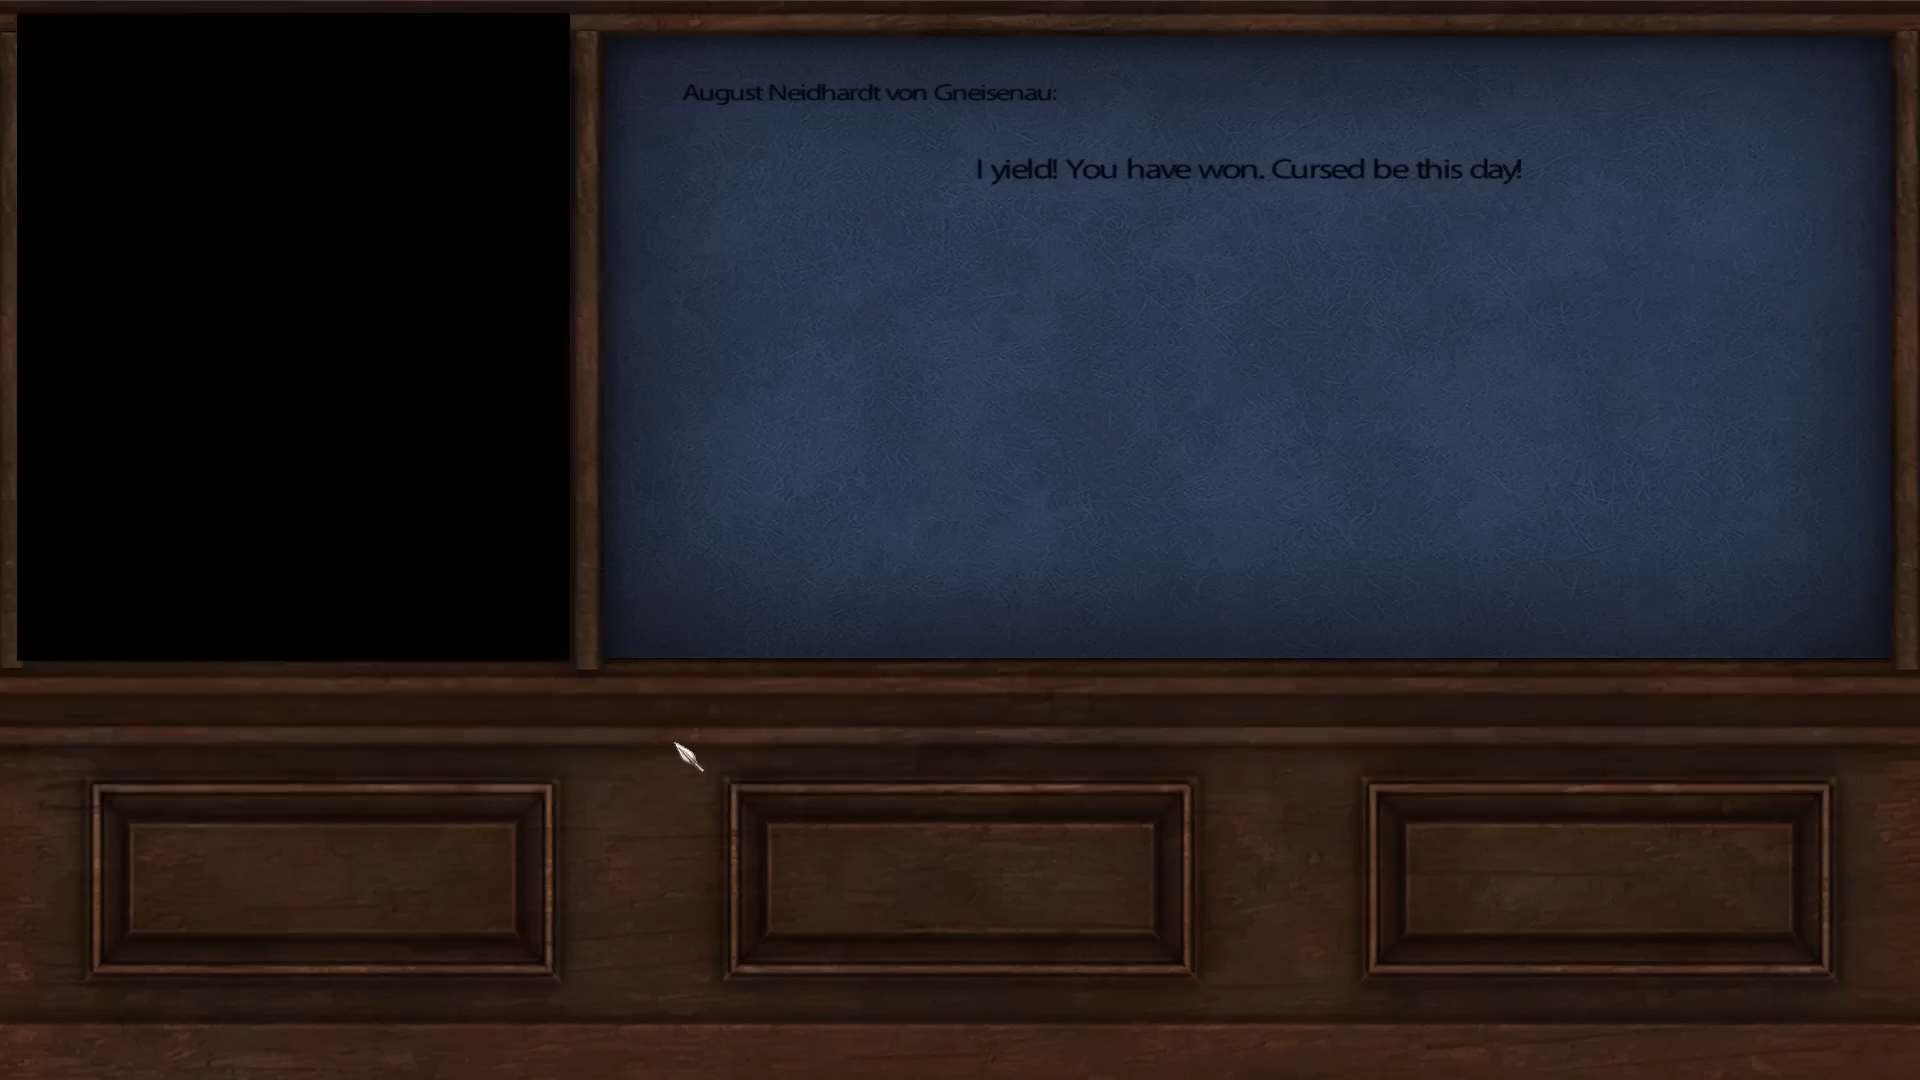 August Neidhardt von Gneisenau:
I yield! You have won. Cursed be this day!